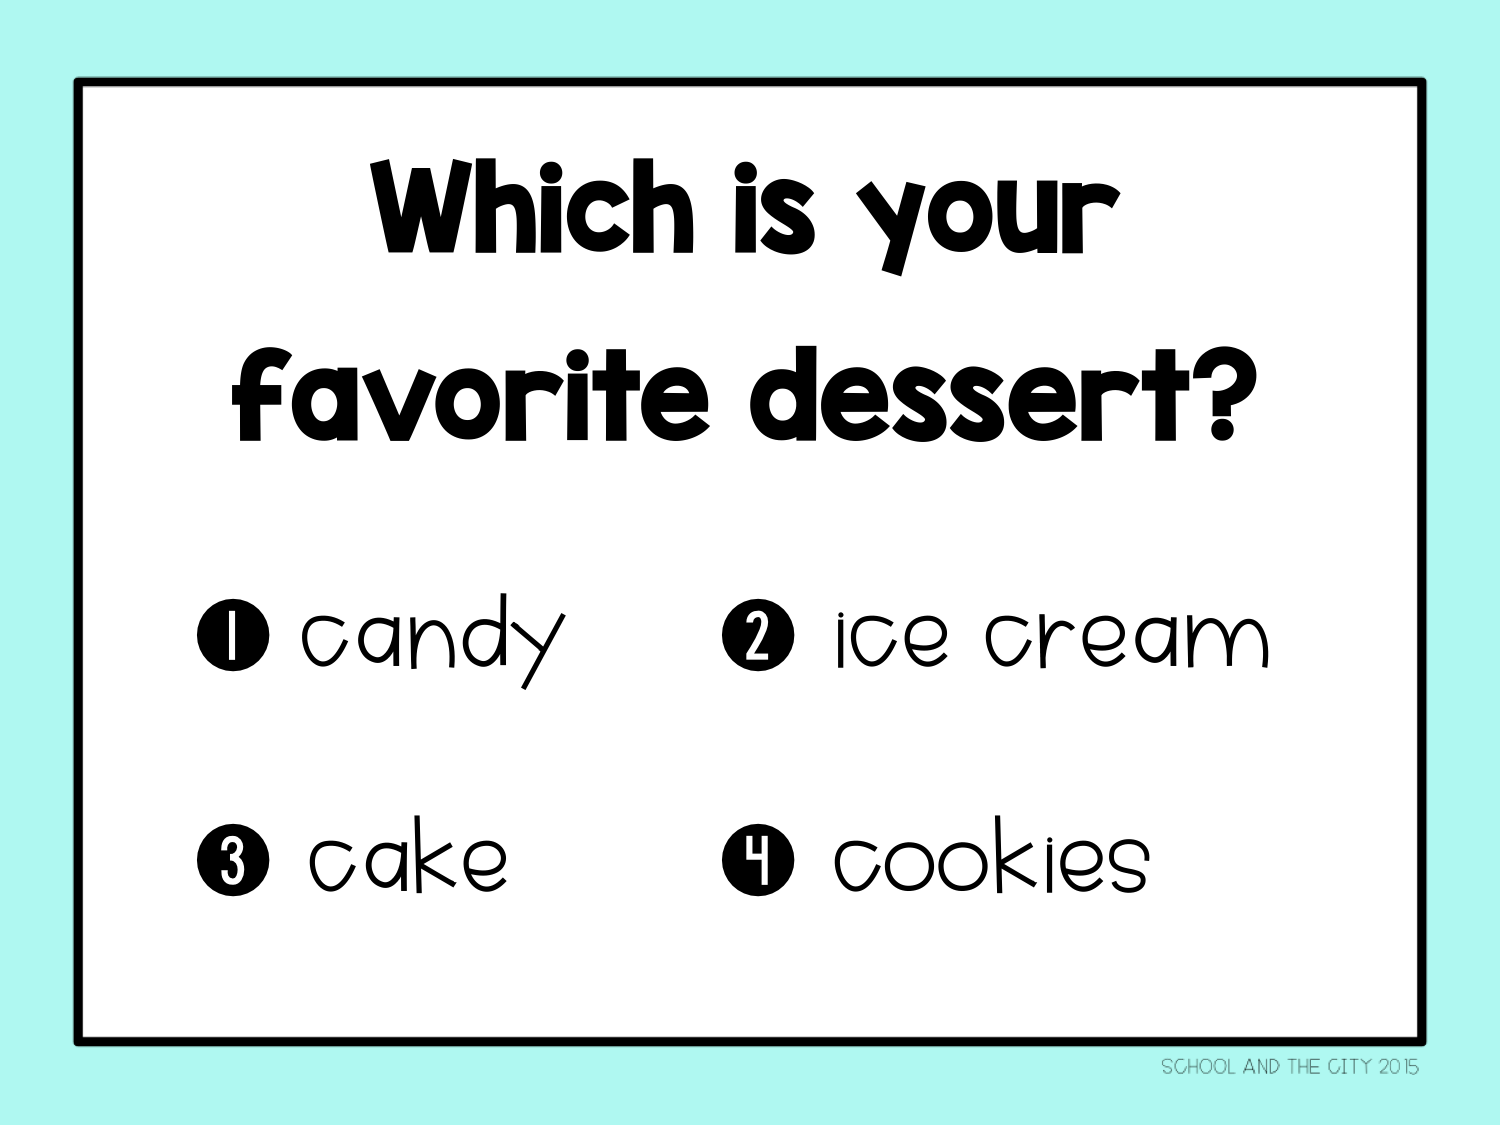 Which is your
favorite dessert?
1 candy
2 ice cream
3 cake
4 cookies
SCHOOL AND THE CITY 2015